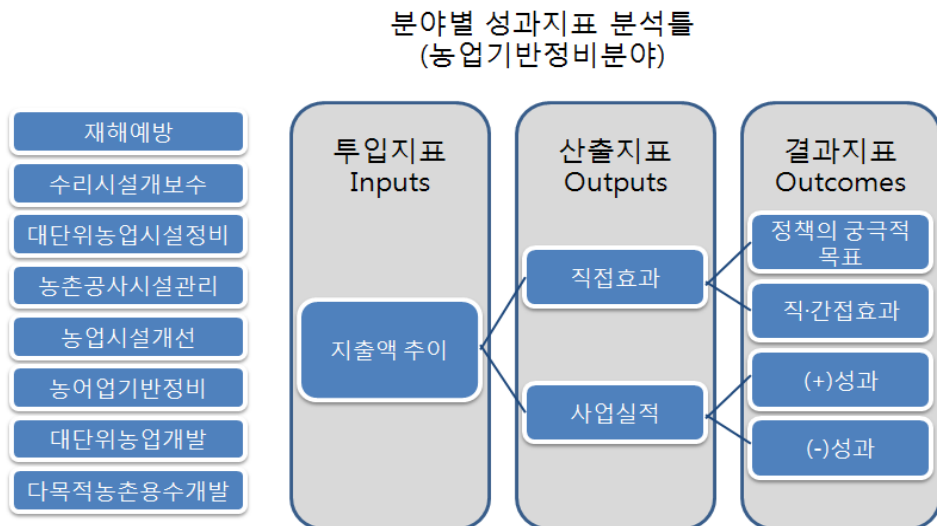 분야별 성과지표 분석틀
(농업기반정비분야)
재해예방
수리시설개보수
대단위농업시설정비
농촌공사시설관리
농업시설개선
농어업기반정비
대단위농업개발
다목적농촌용수개발
투입지표
Inputs
지출액 추이
산출지표
Outputs
직접효과
사업실적
결과지표
Outcomes
정책의 궁극적
목표
직·간접효과
(+)성과
(-)성과